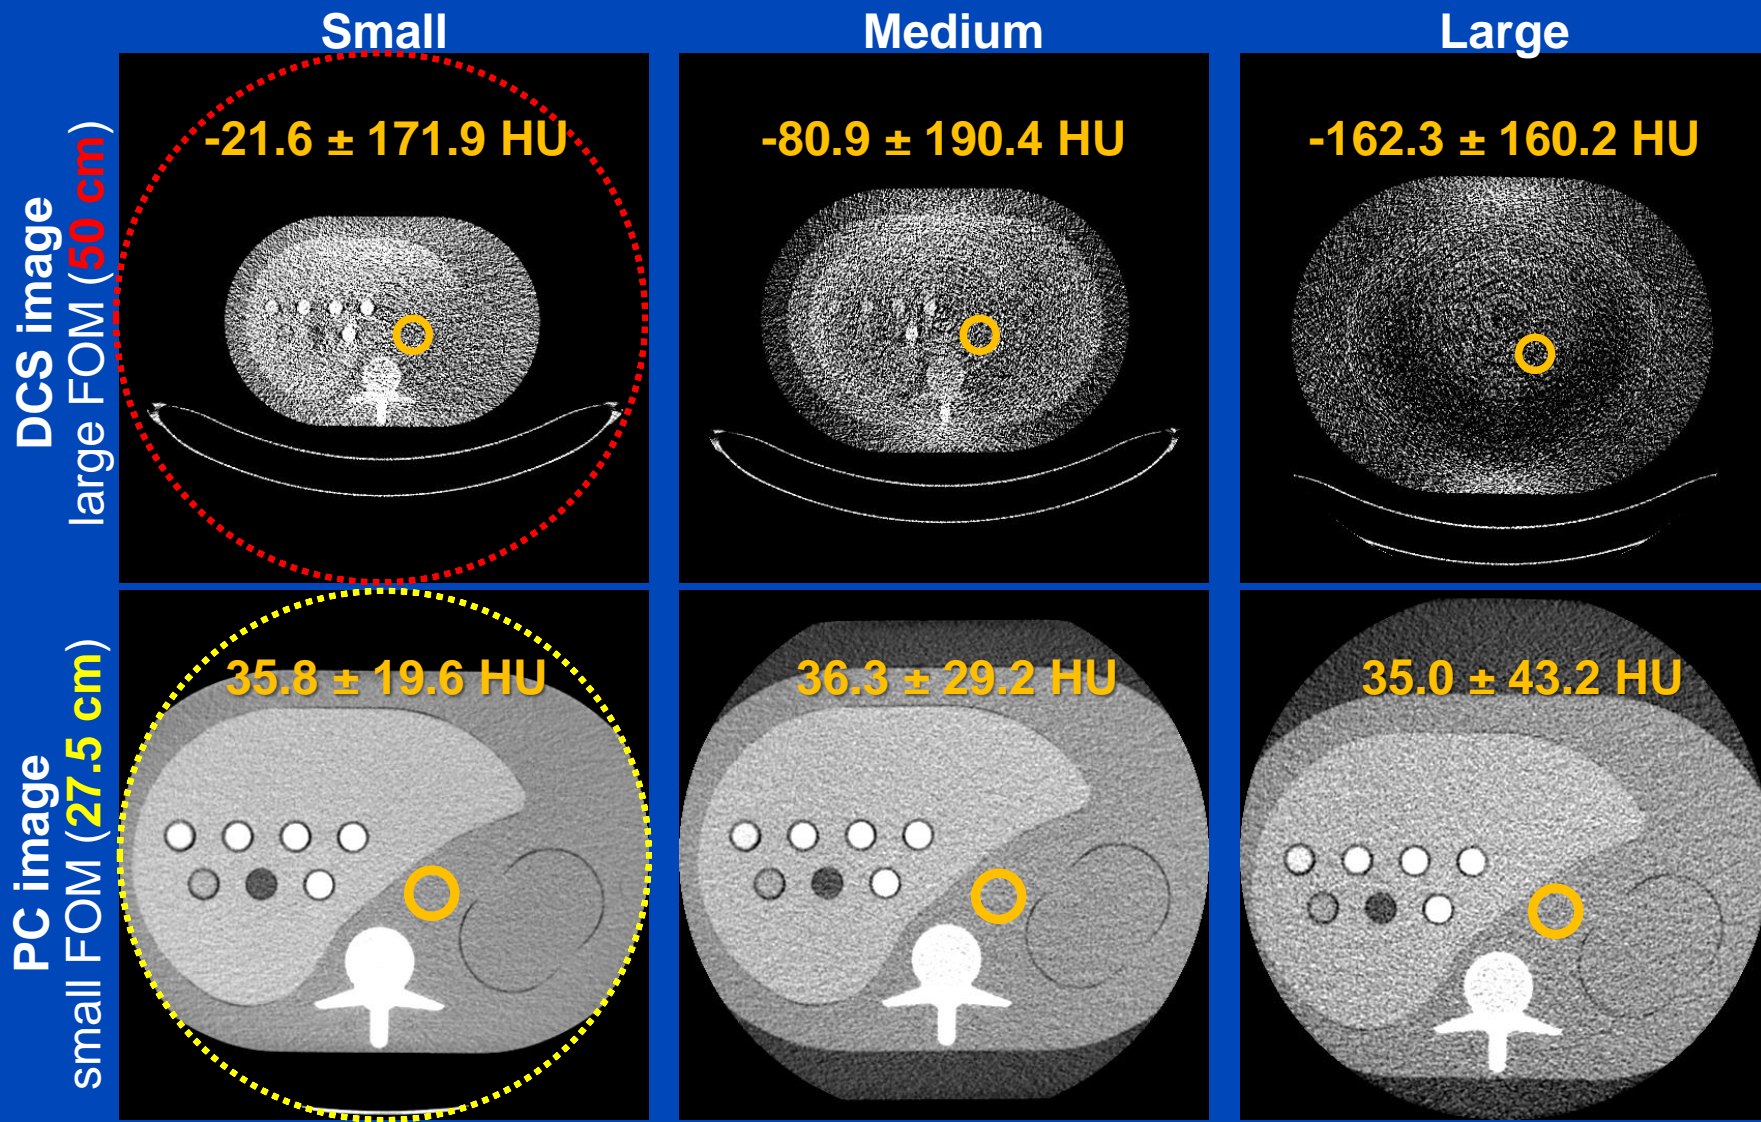 Small
Medium
Large
DCS image
large FOM (50 cm)
-21.6 ± 171.9 HU
-80.9 ± 190.4 HU
-162.3 ± 160.2 HU
PC image
small FOM (27.5 cm)
35.8 ± 19.6 HU
36.3 ± 29.2 HU
35.0 ± 43.2 HU